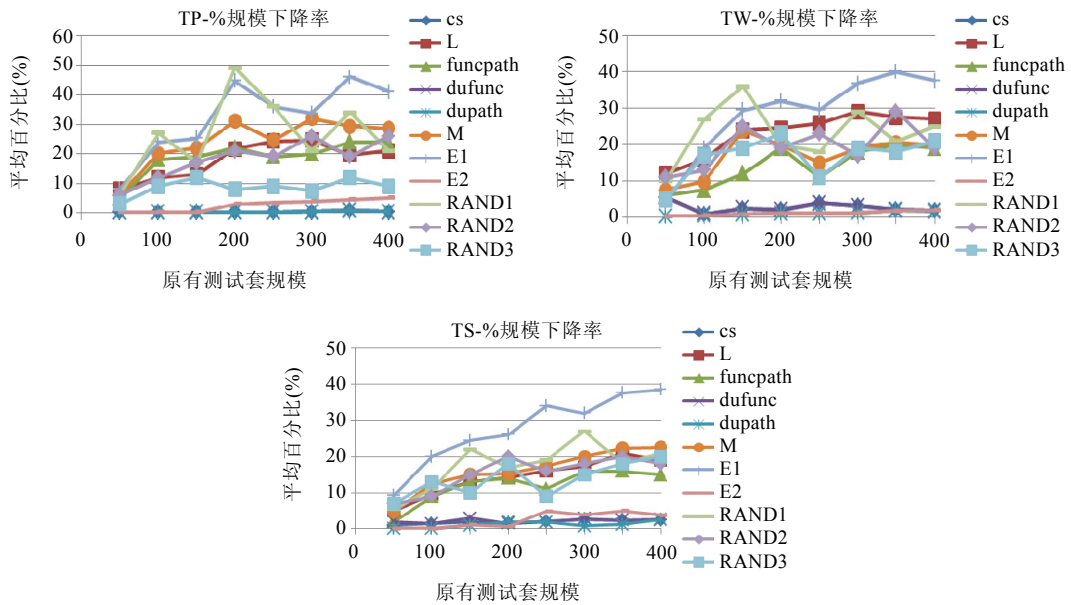 TP-%规模下降率
平均百分比(%)
60
50
40
30
20
10
0
0
100
200
300
400
原有测试套规模
cs
L
funcpath
dufunc
dupath
M
E1
E2
RAND1
RAND2
RAND3
TW-%规模下降率
平均百分比(%)
50
40
30
20
10
0
0
100
200
300
400
原有测试套规模
cs
L
funcpath
dufunc
dupath
M
E1
E2
RAND1
RAND2
RAND3
TS-%规模下降率
平均百分比(%)
50
40
30
20
10
0
0
100
200
300
400
原有测试套规模
cs
L
funcpath
dufunc
dupath
M
E1
E2
RAND1
RAND2
RAND3